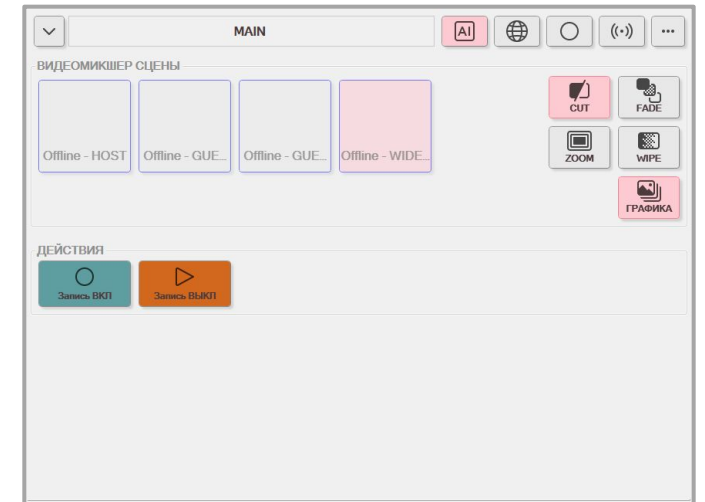 MAIN
AI
ВИДЕОМИКШЕР СЦЕНЫ
Offline - HOST
Offline - GUE...
Offline - GUE...
Offline - WIDE...
CUT
FADE
ZOOM
WIPE
ГРАФИКА
ДЕЙСТВИЯ
Запись ВКЛ
Запись ВЫКЛ